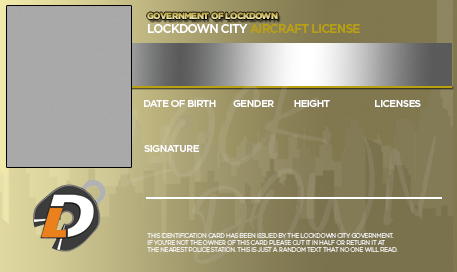 GOVERNMENT OF LOCKDOWN
LOCKDOWN CITY AIRCRAFT LICENSE
DATE OF BIRTH GENDER HEIGHT LICENSES
SIGNATURE
lock
DOWN
LD
THIS IDENTIFICATION CARD HAS BEEN ISSUED BY THE LOCKDOWN CITY GOVERNMENT.
IF YOU'RE NOT THE OWNER OF THIS CARD PLEASE CUT IT IN HALF OR RETURN IT AT
THE NEAREST POLICE STATION. THIS IS JUST A RANDOM TEXT THAT NO ONE WILL READ.